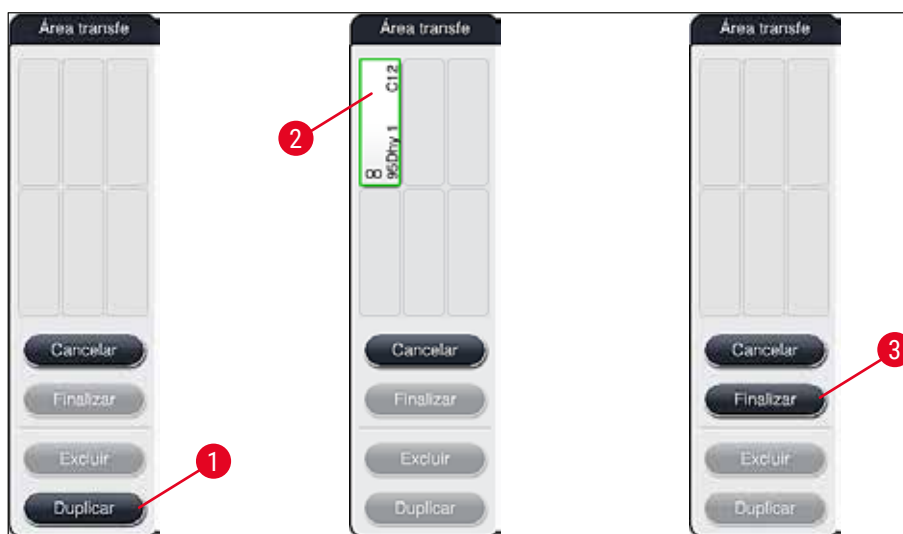 Área transfe
Cancelar
Finalizar
Excluir
Duplicar
1
Área transfe
C12
95Dhy 1
8
2
Cancelar
Finalizar
Excluir
Duplicar
Área transfe
Cancelar
Finalizar
3
Excluir
Duplicar